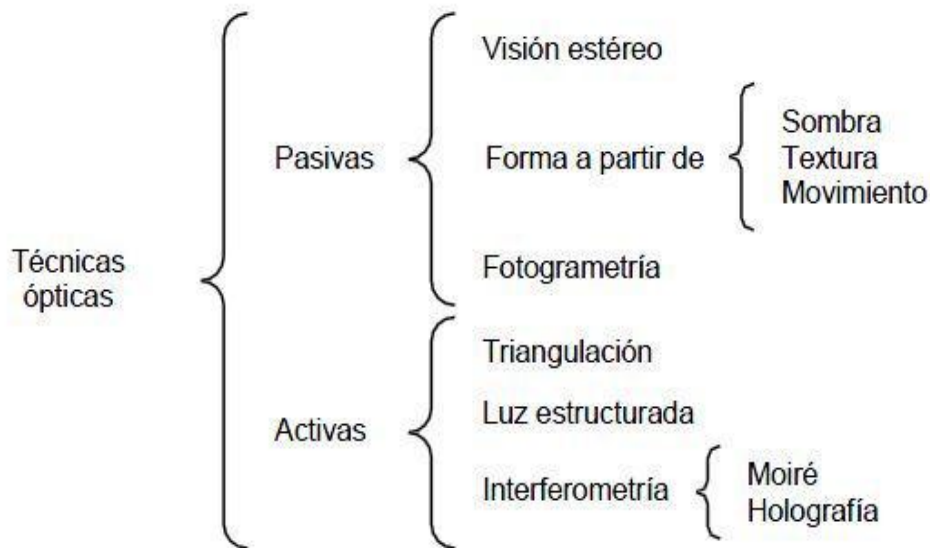 Técnicas
ópticas
Pasivas
Visión estéreo
Forma a partir de
Sombra
Textura
Movimiento
Fotogrametría
Activas
Triangulación
Luz estructurada
Interferometría
Moiré
Holografía